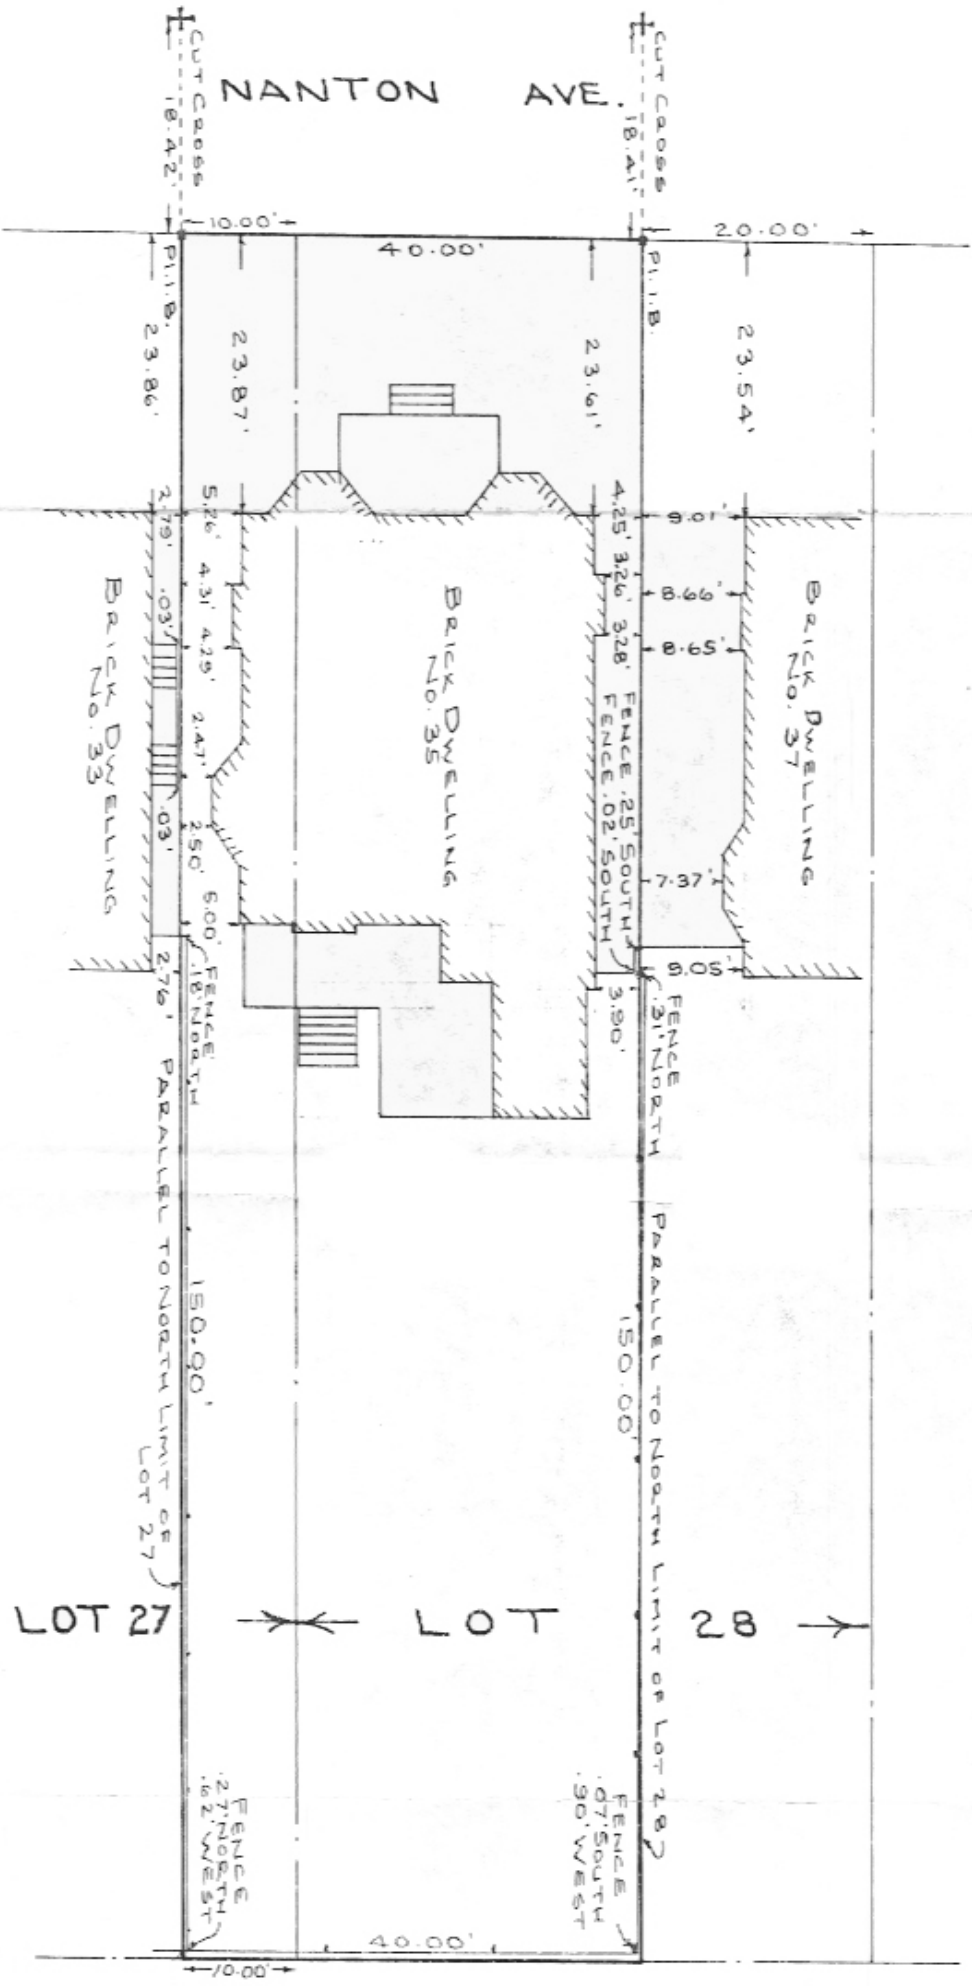 CUT CROSS
18.42'
NANTON AVE.
CUT CROSS
18.41'
10.00'
40.00'
20.00'
P1.I.B.
P1.I.B.
23.86'
23.87'
23.61'
23.54'
2.79'
5.26'
4.25'
9.01'
.03'
4.31'
4.29'
3.26'
3.28'
8.66'
8.65'
BRICK DWELLING
No. 33
BRICK DWELLING
No. 35
BRICK DWELLING
No. 37
2.47'
2.50'
.03'
5.00'
FENCE .25' SOUTH
FENCE .02' SOUTH
7.37'
9.05'
2.76'
FENCE
.18' NORTH
3.90'
FENCE
.31' NORTH
PARALLEL TO NORTH LIMIT OF
LOT 27
150.00'
150.00'
PARALLEL TO NORTH LIMIT OF LOT 28
LOT 27
LOT 28
FENCE
.27' NORTH
.62' WEST
FENCE
.07' SOUTH
.90' WEST
40.00'
10.00'